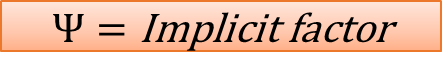 Ψ = Implicit factor